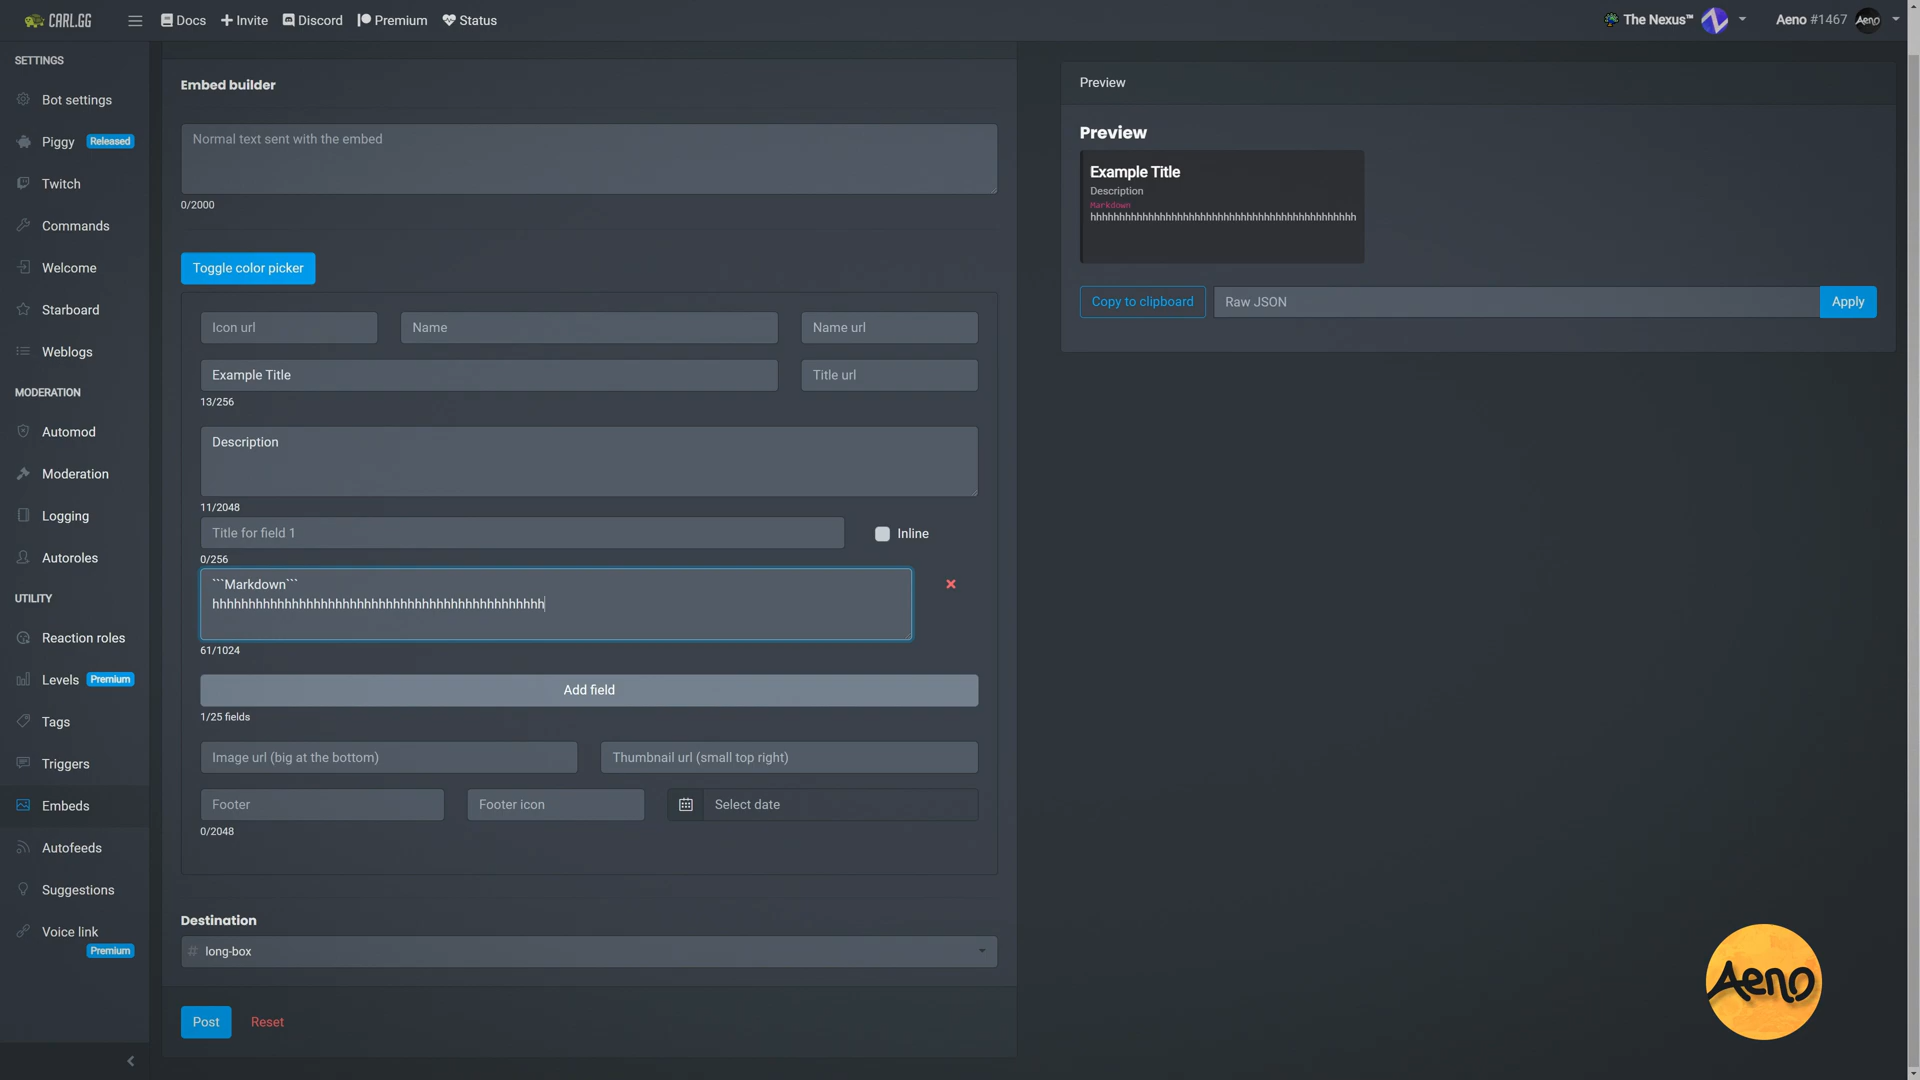 CARL.GG
Docs
Invite
Discord
Premium
Status
The Nexus™
Aeno #1467
Aeno
SETTINGS
Bot settings
Piggy
Released
Twitch
Commands
Welcome
Starboard
Weblogs
MODERATION
Automod
Moderation
Logging
Autoroles
UTILITY
Reaction roles
Levels
Premium
Tags
Triggers
Embeds
Autofeeds
Suggestions
Voice link
Premium
Embed builder
Normal text sent with the embed
0/2000
Toggle color picker
Icon url
Name
Name url
Example Title
Title url
13/256
Description
11/2048
Title for field 1
Inline
0/256
```Markdown```
hhhhhhhhhhhhhhhhhhhhhhhhhhhhhhhhhhhhhhhhhhhhhh
61/1024
Add field
1/25 fields
Image url (big at the bottom)
Thumbnail url (small top right)
Footer
Footer icon
Select date
0/2048
Destination
# long-box
Post
Reset
Preview
Preview
Example Title
Description
Markdown
hhhhhhhhhhhhhhhhhhhhhhhhhhhhhhhhhhhhhhhhhhhhhh
Copy to clipboard
Raw JSON
Apply
Aeno